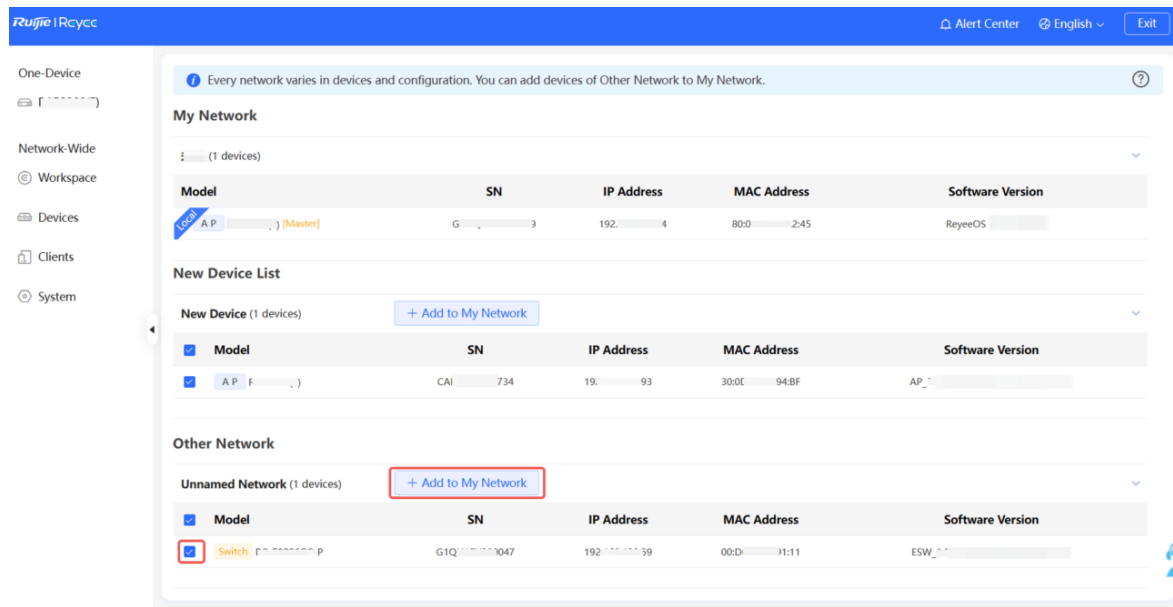 Ruijie | Rcycc
Alert Center English Exit
One-Device
Every network varies in devices and configuration. You can add devices of Other Network to My Network.
My Network
Network-Wide
(1 devices)
Workspace
Model SN IP Address MAC Address Software Version
Devices
Local AP [Master] G 9 192. 4 80:0 2:45 ReyeeOS
Clients
New Device List
System
New Device (1 devices) + Add to My Network
Model SN IP Address MAC Address Software Version
AP 734 19. 93 30:0 94:BF AP_
Other Network
Unnamed Network (1 devices) + Add to My Network
Model SN IP Address MAC Address Software Version
Switch -P G1Q 047 192 59 00:D 1:11 ESW_